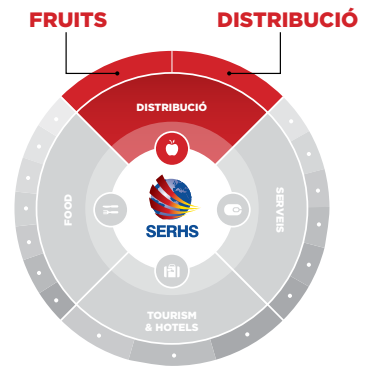 FRUITS
DISTRIBUCIÓ
DISTRIBUCIÓ
FOOD
SERVEIS
SERHS
TOURISM
& HOTELS